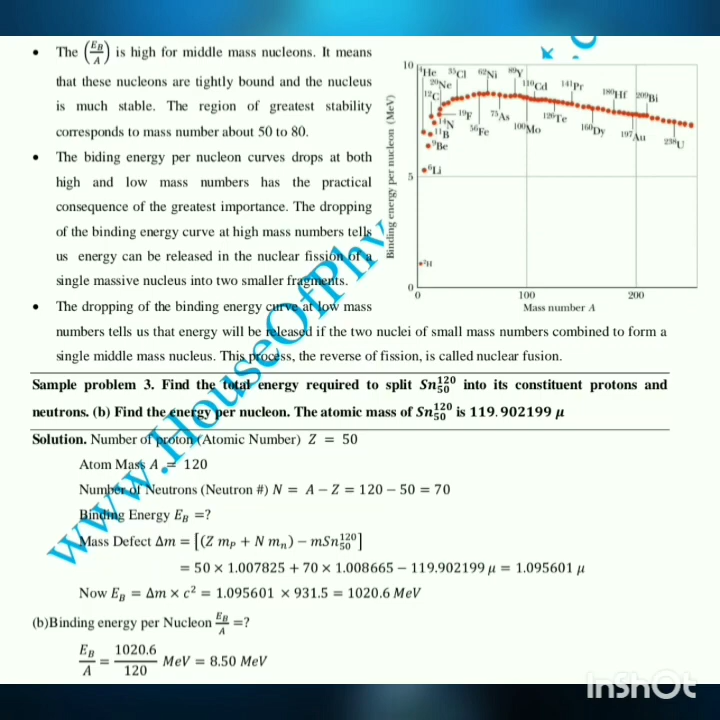 • The (E_B/A) is high for middle mass nucleons. It means
that these nucleons are tightly bound and the nucleus
is much stable. The region of greatest stability
corresponds to mass number about 50 to 80.
• The biding energy per nucleon curves drops at both
high and low mass numbers has the practical
consequence of the greatest importance. The dropping
of the binding energy curve at high mass numbers tells
us energy can be released in the nuclear fission of a
single massive nucleus into two smaller fragments.
• The dropping of the binding energy curve at low mass
numbers tells us that energy will be released if the two nuclei of small mass numbers combined to form a
single middle mass nucleus. This process, the reverse of fission, is called nuclear fusion.
Binding energy per nucleon (MeV)
10
5
0
⁴He ³⁵Cl ⁶²Ni ⁸⁹Y
²⁰Ne ¹¹⁰Cd ¹⁴¹Pr
¹²C ¹⁸⁰Hf ²⁰⁹Bi
¹⁹F ⁷⁵As ¹²⁶Te
¹⁴N ⁵⁶Fe ¹⁰⁰Mo ¹⁶⁰Dy ¹⁹⁷Au
¹¹B ²³⁸U
⁹Be
⁶Li
²H
0 100 200
Mass number A
Sample problem 3. Find the total energy required to split Sn₅₀¹²⁰ into its constituent protons and
neutrons. (b) Find the energy per nucleon. The atomic mass of Sn₅₀¹²⁰ is 119.902199 μ
Solution. Number of proton (Atomic Number) Z = 50
Atom Mass A = 120
Number of Neutrons (Neutron #) N = A − Z = 120 − 50 = 70
Binding Energy E_B =?
Mass Defect Δm = [(Z m_P + N m_n) − mSn₅₀¹²⁰]
= 50 × 1.007825 + 70 × 1.008665 − 119.902199 μ = 1.095601 μ
Now E_B = Δm × c² = 1.095601 × 931.5 = 1020.6 MeV
(b)Binding energy per Nucleon E_B/A =?
E_B/A = 1020.6/120 MeV = 8.50 MeV
www.HouseOfPhy
InShOt